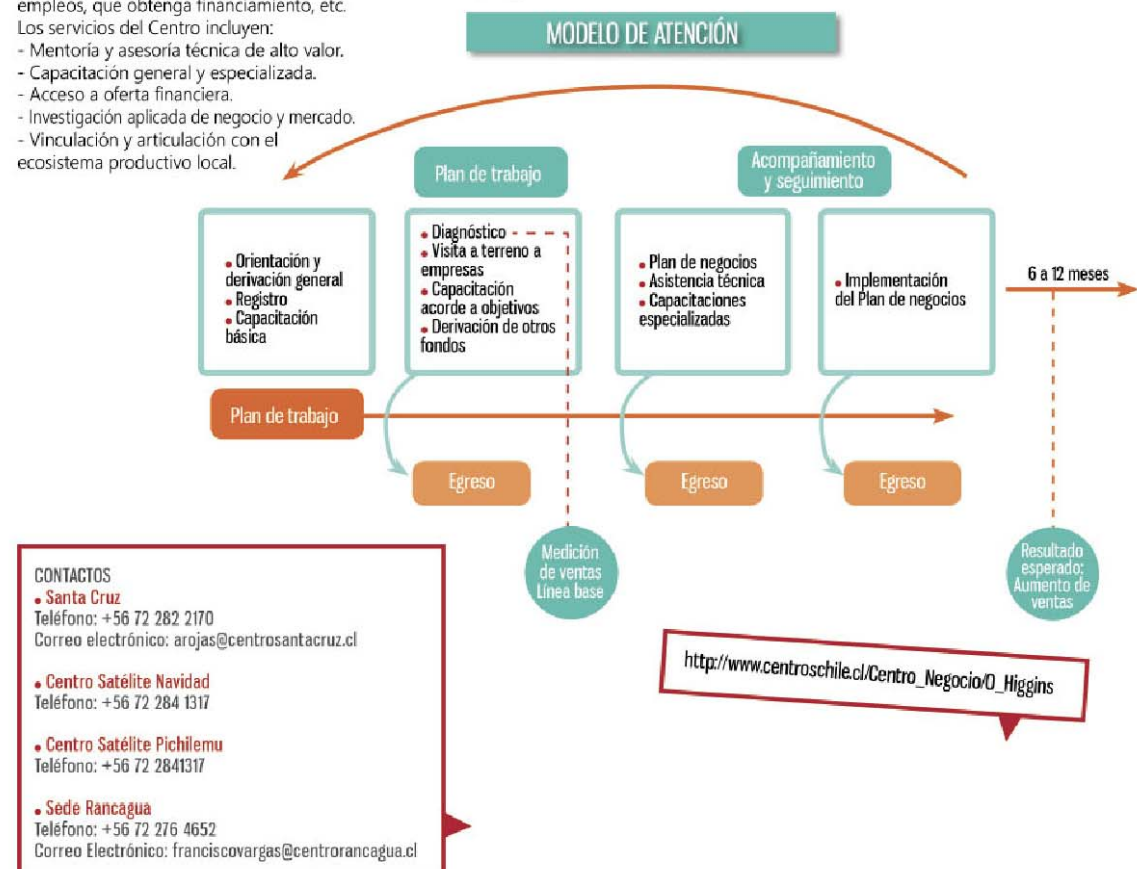 empleos, que obtenga financiamiento, etc.
Los servicios del Centro incluyen:
- Mentoría y asesoría técnica de alto valor.
- Capacitación general y especializada.
- Acceso a oferta financiera.
- Investigación aplicada de negocio y mercado.
- Vinculación y articulación con el
ecosistema productivo local.
MODELO DE ATENCIÓN
Plan de trabajo
Acompañamiento
y seguimiento
• Orientación y
derivación general
• Registro
• Capacitación
básica
• Diagnóstico
• Visita a terreno a
empresas
• Capacitación
acorde a objetivos
• Derivación de otros
fondos
• Plan de negocios
• Asistencia técnica
• Capacitaciones
especializadas
• Implementación
del Plan de negocios
6 a 12 meses
Plan de trabajo
Egreso
Egreso
Egreso
Medición
de ventas
Línea base
Resultado
esperado:
Aumento de
ventas
CONTACTOS
• Santa Cruz
Teléfono: +56 72 282 2170
Correo electrónico: arojas@centrosantacruz.cl
• Centro Satélite Navidad
Teléfono: +56 72 284 1317
• Centro Satélite Pichilemu
Teléfono: +56 72 2841317
• Sede Rancagua
Teléfono: +56 72 276 4652
Correo Electrónico: franciscovargas@centrorancagua.cl
http://www.centroschile.cl/Centro_Negocio/O_Higgins